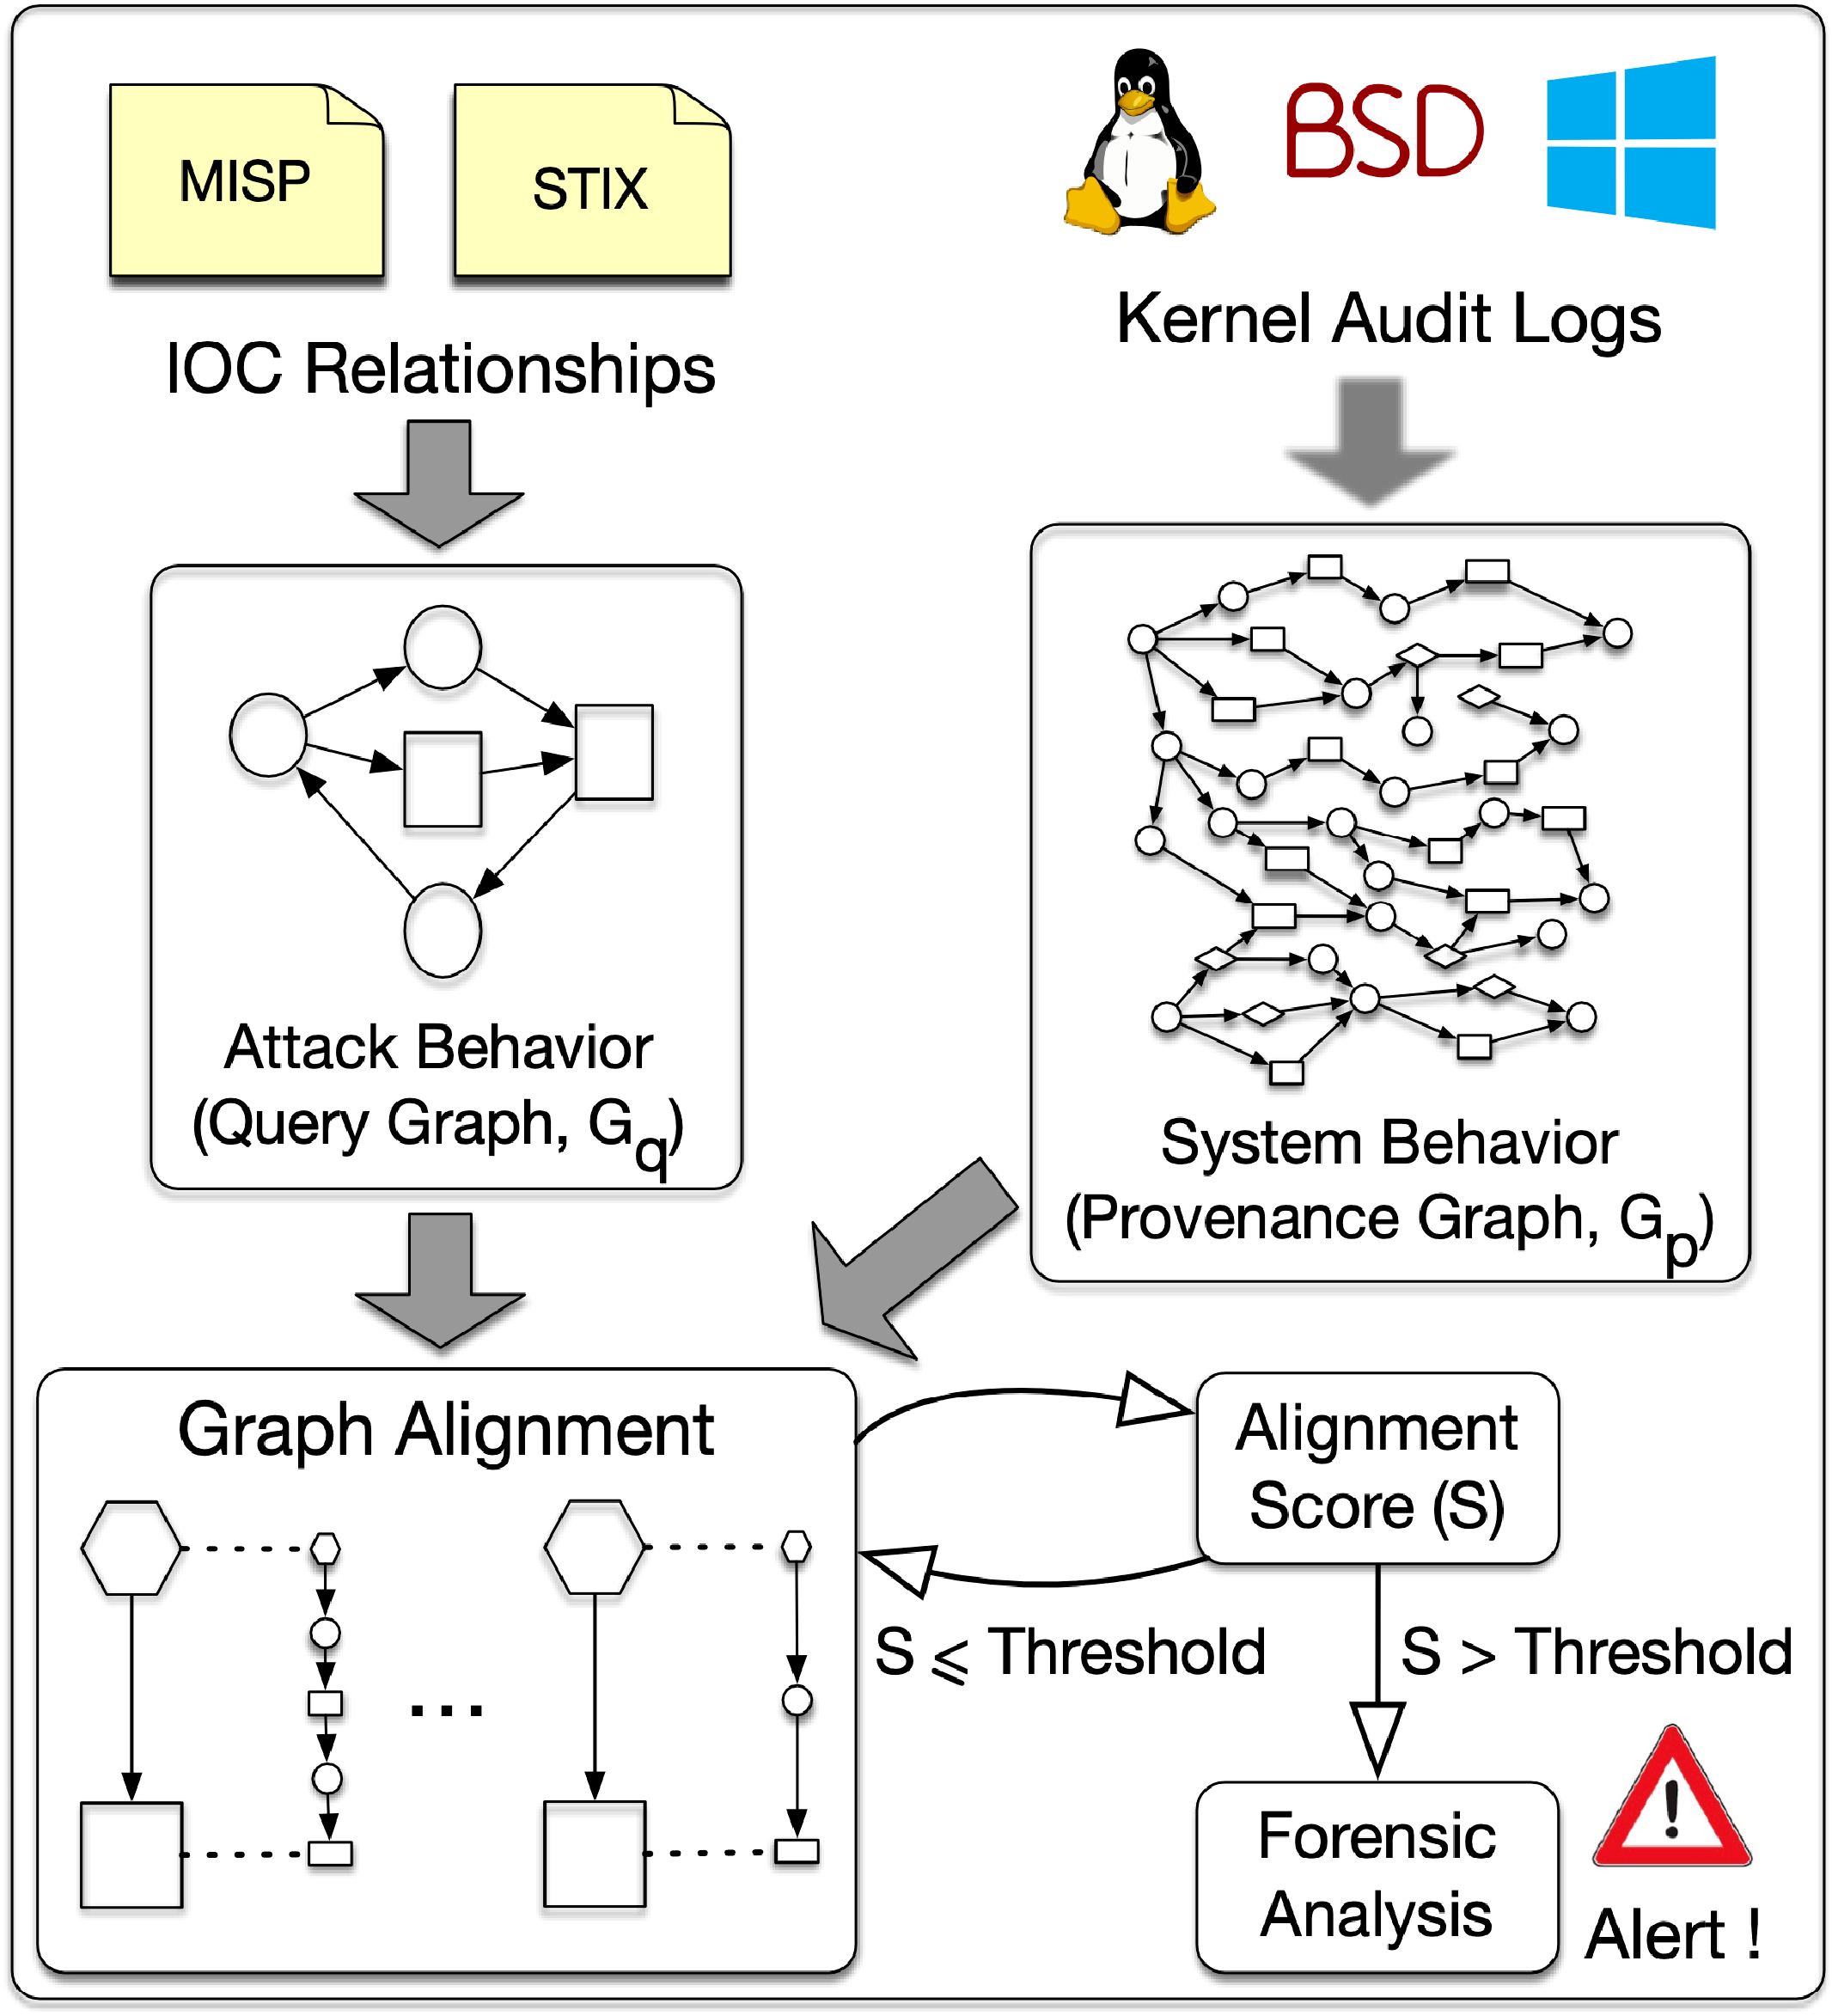 MISP
STIX
IOC Relationships
BSD
Kernel Audit Logs
Attack Behavior
(Query Graph, Gq)
System Behavior
(Provenance Graph, Gp)
Graph Alignment
...
Alignment
Score (S)
S ⩽ Threshold
S > Threshold
Forensic
Analysis
!
Alert !